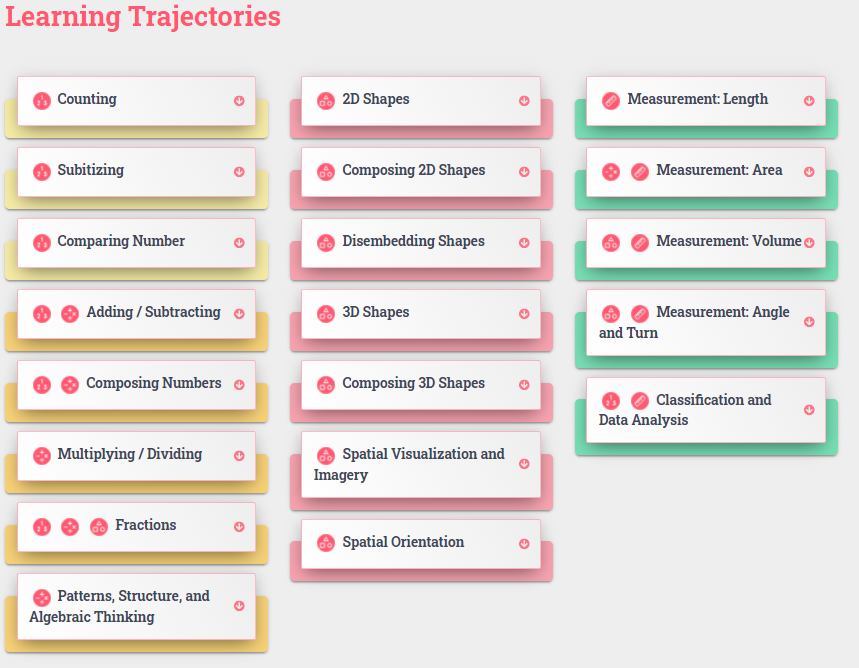 Learning Trajectories
Counting
Subitizing
Comparing Number
Adding / Subtracting
Composing Numbers
Multiplying / Dividing
Fractions
Patterns, Structure, and
Algebraic Thinking
2D Shapes
Composing 2D Shapes
Disembedding Shapes
3D Shapes
Composing 3D Shapes
Spatial Visualization and
Imagery
Spatial Orientation
Measurement: Length
Measurement: Area
Measurement: Volume
Measurement: Angle
and Turn
Classification and
Data Analysis